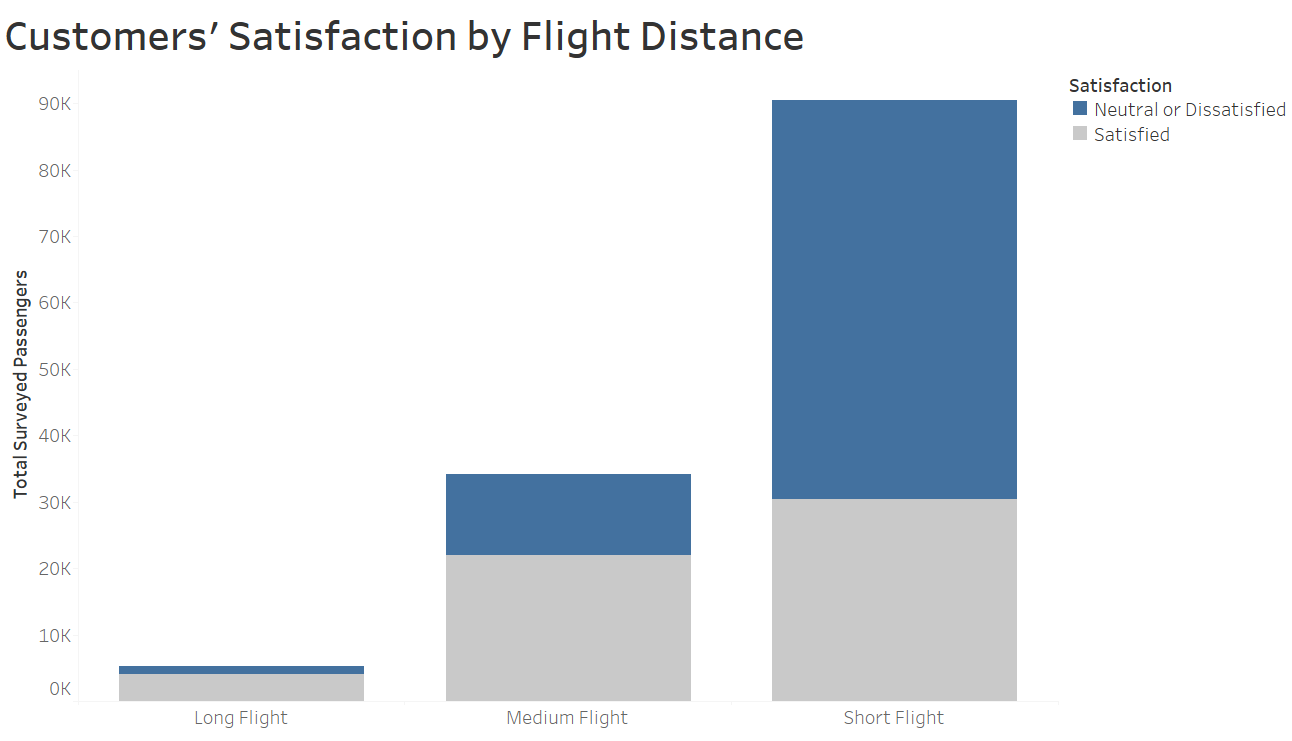 Customers’ Satisfaction by Flight Distance
Satisfaction
Neutral or Dissatisfied
Satisfied
Total Surveyed Passengers
90K
80K
70K
60K
50K
40K
30K
20K
10K
0K
Long Flight
Medium Flight
Short Flight